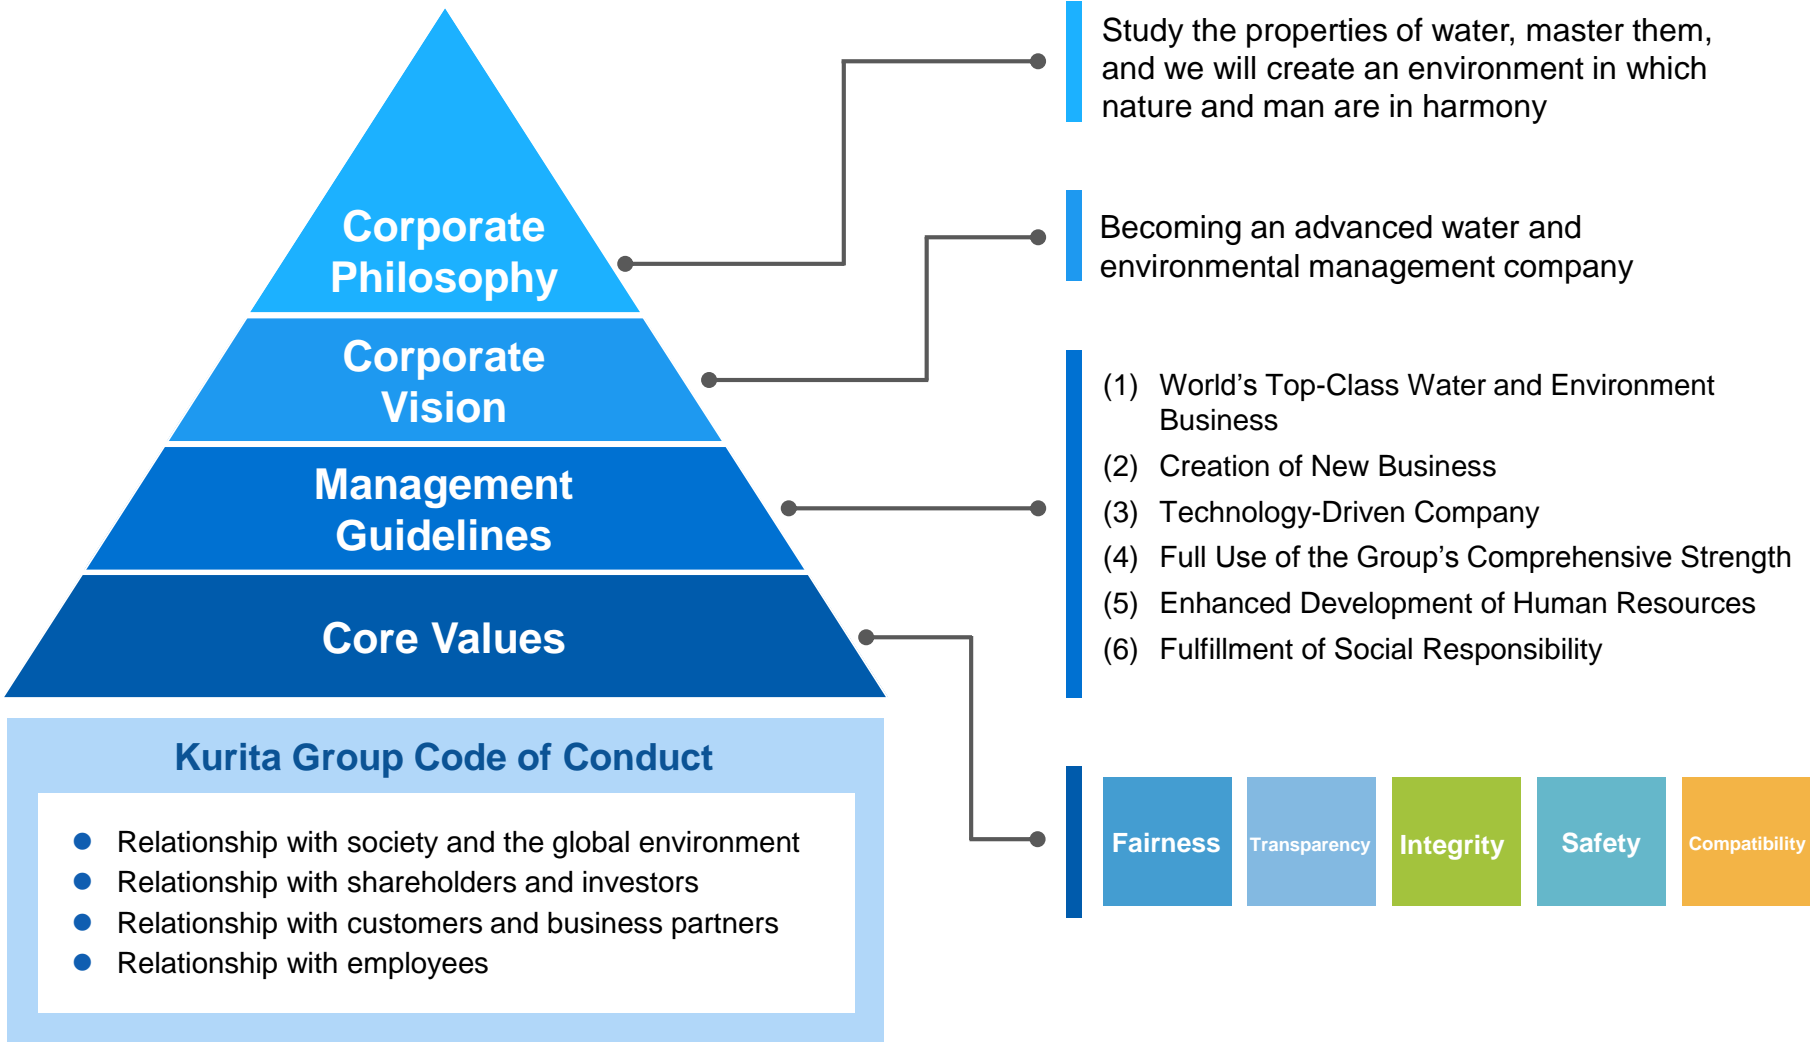 Corporate
Philosophy
Study the properties of water, master them,
and we will create an environment in which
nature and man are in harmony
Corporate
Vision
Becoming an advanced water and
environmental management company
Management
Guidelines
(1) World’s Top-Class Water and Environment
Business
(2) Creation of New Business
(3) Technology-Driven Company
(4) Full Use of the Group’s Comprehensive Strength
(5) Enhanced Development of Human Resources
(6) Fulfillment of Social Responsibility
Core Values
Fairness
Transparency
Integrity
Safety
Compatibility
Kurita Group Code of Conduct
● Relationship with society and the global environment
● Relationship with shareholders and investors
● Relationship with customers and business partners
● Relationship with employees